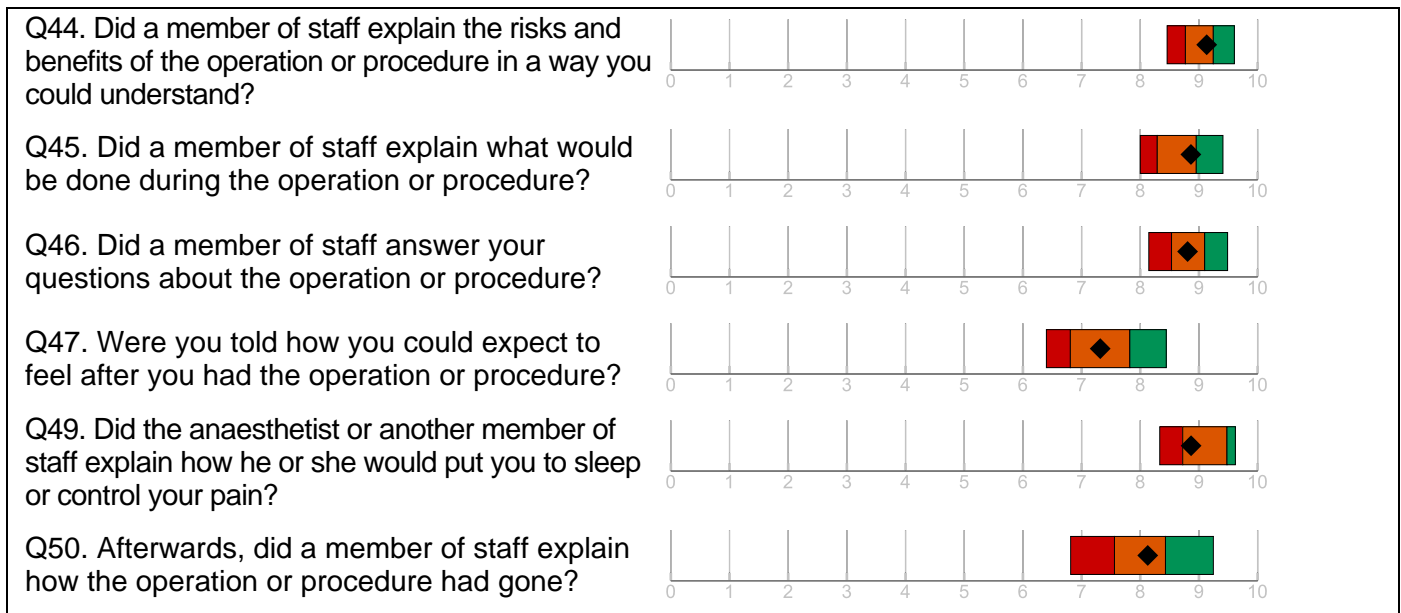 Q44. Did a member of staff explain the risks and
benefits of the operation or procedure in a way you
could understand?
0 1 2 3 4 5 6 7 8 9 10
Q45. Did a member of staff explain what would
be done during the operation or procedure?
0 1 2 3 4 5 6 7 8 9 10
Q46. Did a member of staff answer your
questions about the operation or procedure?
0 1 2 3 4 5 6 7 8 9 10
Q47. Were you told how you could expect to
feel after you had the operation or procedure?
0 1 2 3 4 5 6 7 8 9 10
Q49. Did the anaesthetist or another member of
staff explain how he or she would put you to sleep
or control your pain?
0 1 2 3 4 5 6 7 8 9 10
Q50. Afterwards, did a member of staff explain
how the operation or procedure had gone?
0 1 2 3 4 5 6 7 8 9 10